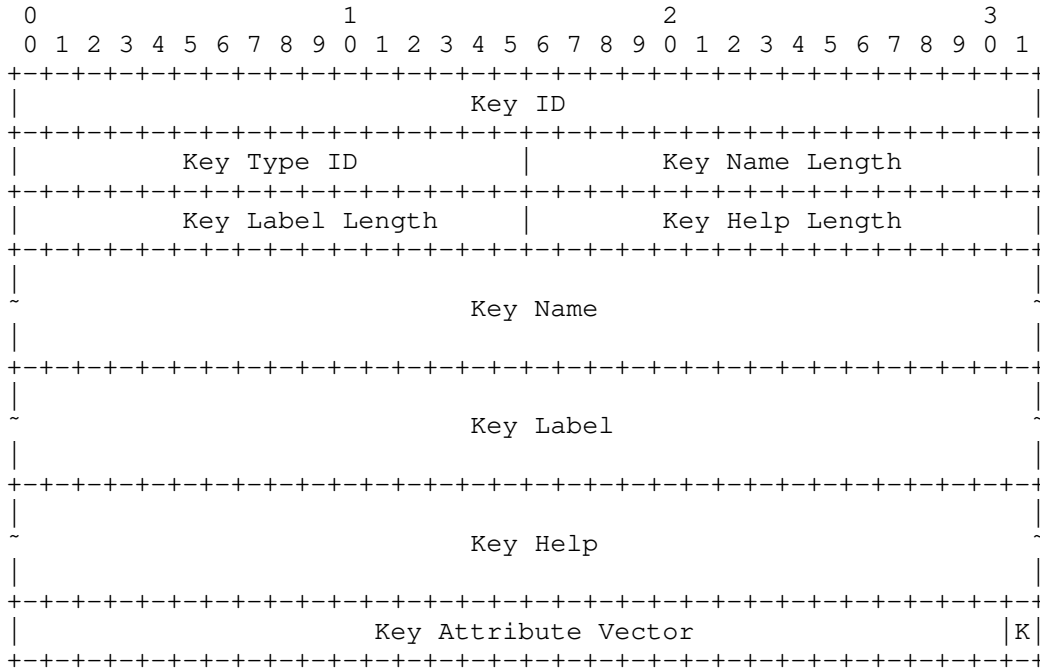 0 1 2 3
0 1 2 3 4 5 6 7 8 9 0 1 2 3 4 5 6 7 8 9 0 1 2 3 4 5 6 7 8 9 0 1
+-+-+-+-+-+-+-+-+-+-+-+-+-+-+-+-+-+-+-+-+-+-+-+-+-+-+-+-+-+-+-+-+
| Key ID |
+-+-+-+-+-+-+-+-+-+-+-+-+-+-+-+-+-+-+-+-+-+-+-+-+-+-+-+-+-+-+-+-+
| Key Type ID | Key Name Length |
+-+-+-+-+-+-+-+-+-+-+-+-+-+-+-+-+-+-+-+-+-+-+-+-+-+-+-+-+-+-+-+-+
| Key Label Length | Key Help Length |
+-+-+-+-+-+-+-+-+-+-+-+-+-+-+-+-+-+-+-+-+-+-+-+-+-+-+-+-+-+-+-+-+
| |
~ Key Name ~
| |
+-+-+-+-+-+-+-+-+-+-+-+-+-+-+-+-+-+-+-+-+-+-+-+-+-+-+-+-+-+-+-+-+
| |
~ Key Label ~
| |
+-+-+-+-+-+-+-+-+-+-+-+-+-+-+-+-+-+-+-+-+-+-+-+-+-+-+-+-+-+-+-+-+
| |
~ Key Help ~
| |
+-+-+-+-+-+-+-+-+-+-+-+-+-+-+-+-+-+-+-+-+-+-+-+-+-+-+-+-+-+-+-+-+
| Key Attribute Vector |K|
+-+-+-+-+-+-+-+-+-+-+-+-+-+-+-+-+-+-+-+-+-+-+-+-+-+-+-+-+-+-+-+-+